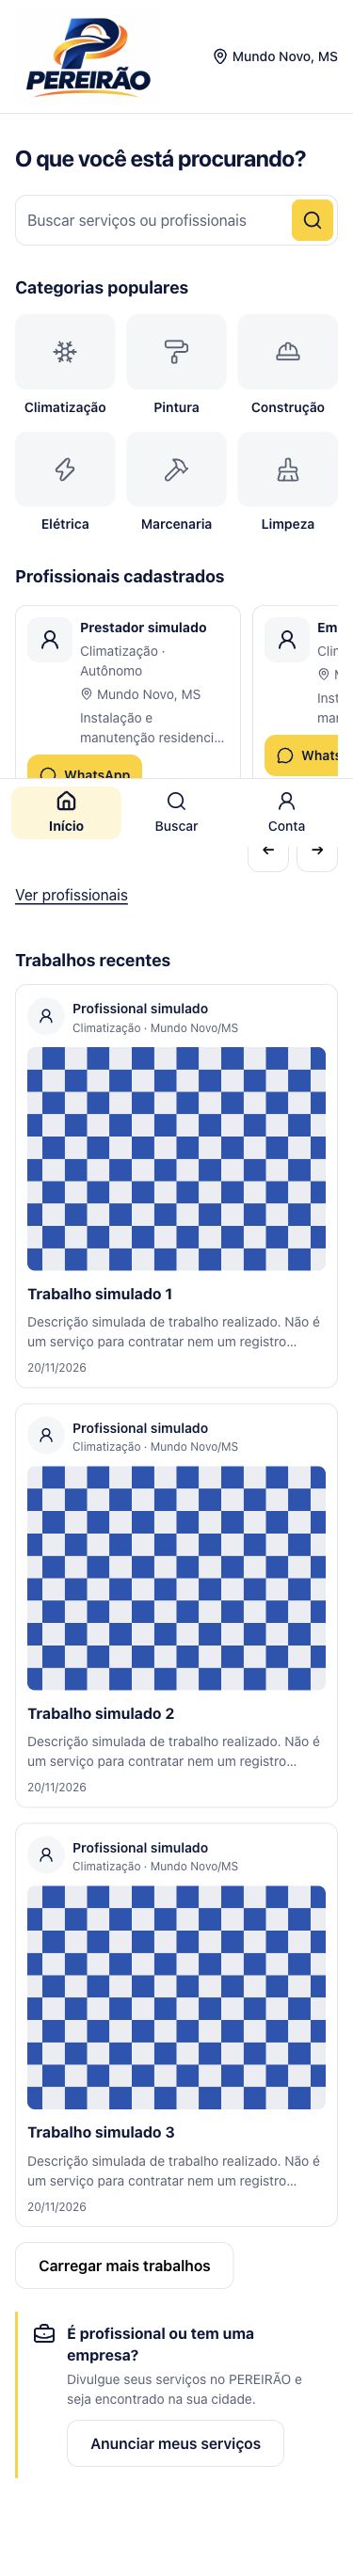 PEREIRÃO
Mundo Novo, MS
O que você está procurando?
Buscar serviços ou profissionais
Categorias populares
Climatização
Pintura
Construção
Elétrica
Marcenaria
Limpeza
Profissionais cadastrados
Prestador simulado
Climatização ·
Autônomo
Mundo Novo, MS
Instalação e
manutenção residenci...
WhatsApp
Em
Clim
Inst
mar
Whats
Início
Buscar
Conta
Ver profissionais
Trabalhos recentes
Profissional simulado
Climatização · Mundo Novo/MS
Trabalho simulado 1
Descrição simulada de trabalho realizado. Não é
um serviço para contratar nem um registro...
20/11/2026
Profissional simulado
Climatização · Mundo Novo/MS
Trabalho simulado 2
Descrição simulada de trabalho realizado. Não é
um serviço para contratar nem um registro...
20/11/2026
Profissional simulado
Climatização · Mundo Novo/MS
Trabalho simulado 3
Descrição simulada de trabalho realizado. Não é
um serviço para contratar nem um registro...
20/11/2026
Carregar mais trabalhos
É profissional ou tem uma
empresa?
Divulgue seus serviços no PEREIRÃO e
seja encontrado na sua cidade.
Anunciar meus serviços